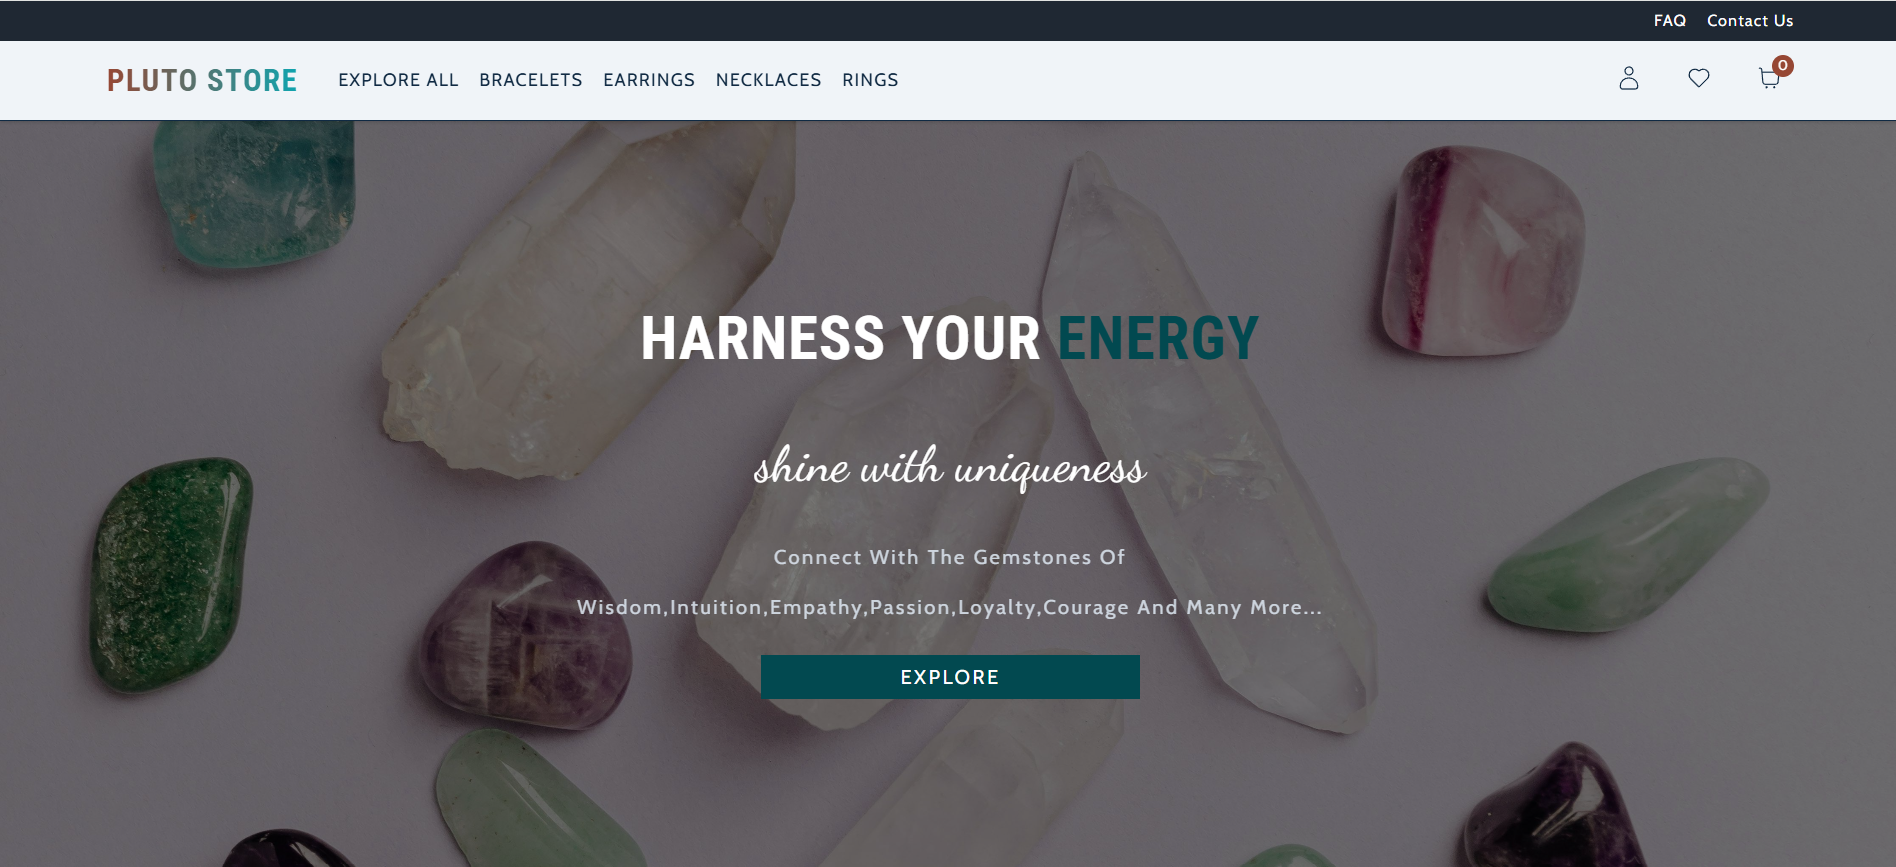 FAQ Contact Us
PLUTO STORE EXPLORE ALL BRACELETS EARRINGS NECKLACES RINGS 0
HARNESS YOUR ENERGY
shine with uniqueness
Connect With The Gemstones Of
Wisdom,Intuition,Empathy,Passion,Loyalty,Courage And Many More...
EXPLORE